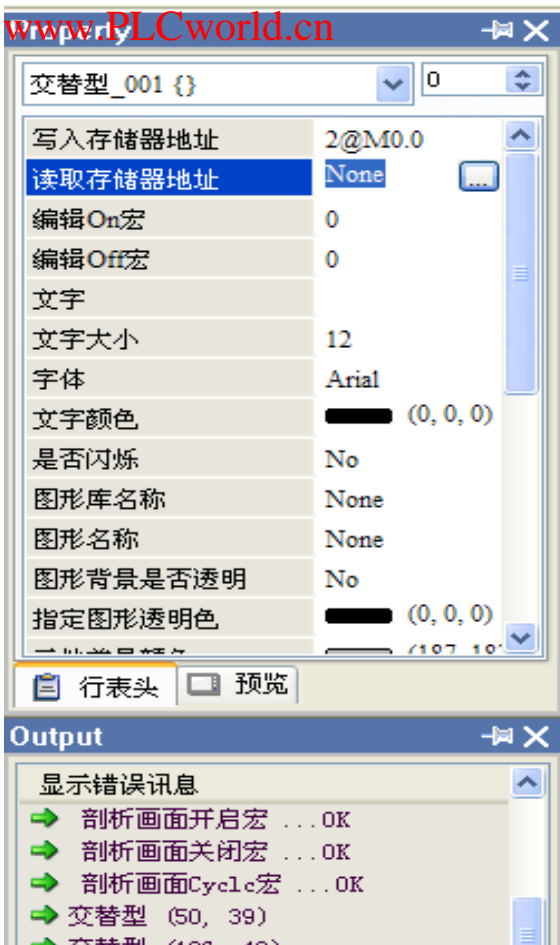 www.PLCworld.cn
Property
交替型_001 {} 0
写入存储器地址 2@M0.0
读取存储器地址 None ...
编辑On宏 0
编辑Off宏 0
文字
文字大小 12
字体 Arial
文字颜色 (0, 0, 0)
是否闪烁 No
图形库名称 None
图形名称 None
图形背景是否透明 No
指定图形透明色 (0, 0, 0)
行表头 预览
Output
显示错误讯息
剖析画面开启宏 ...OK
剖析画面关闭宏 ...OK
剖析画面Cycle宏 ...OK
交替型 (50, 39)
交替型